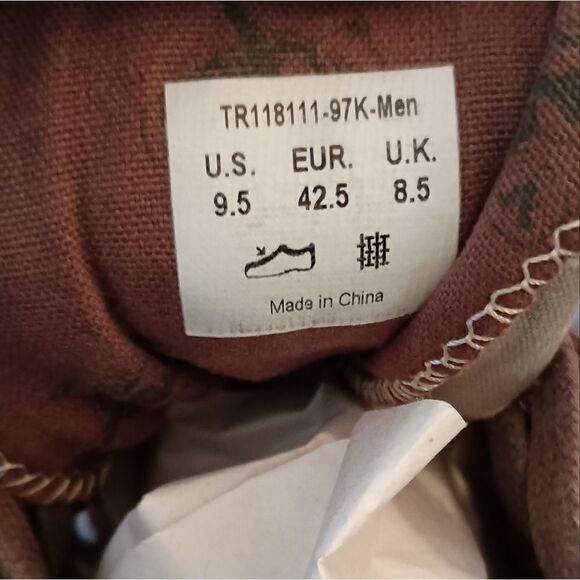 TR118111-97K-Men
U.S. EUR. U.K.
9.5 42.5 8.5
Made in China